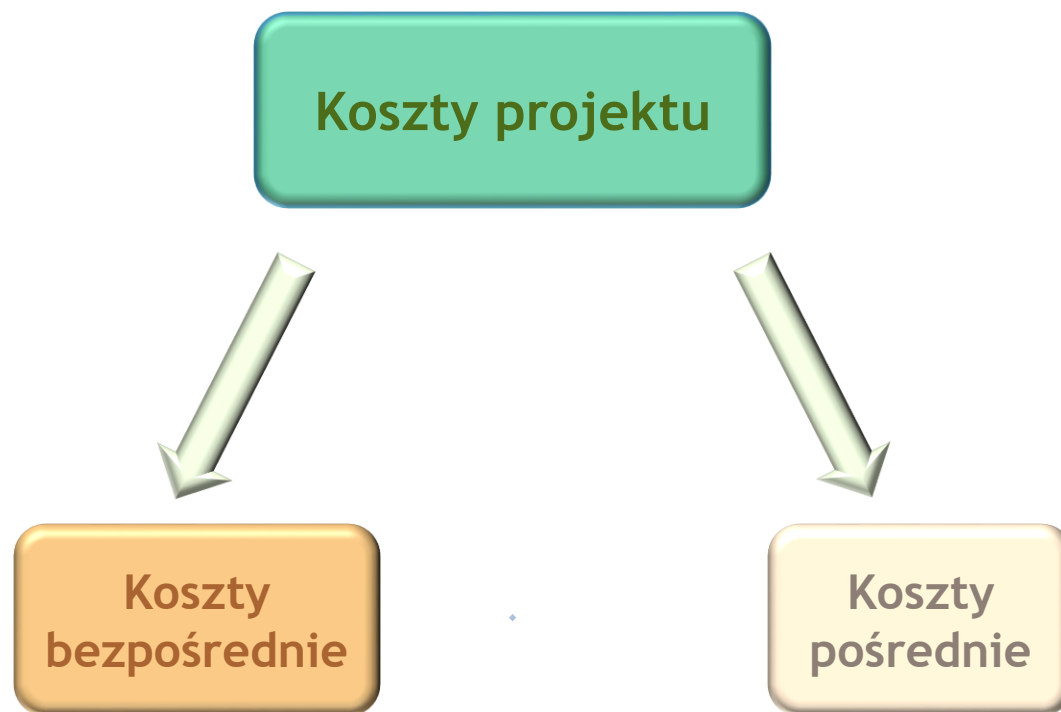 Koszty projektu
Koszty
bezpośrednie
Koszty
pośrednie